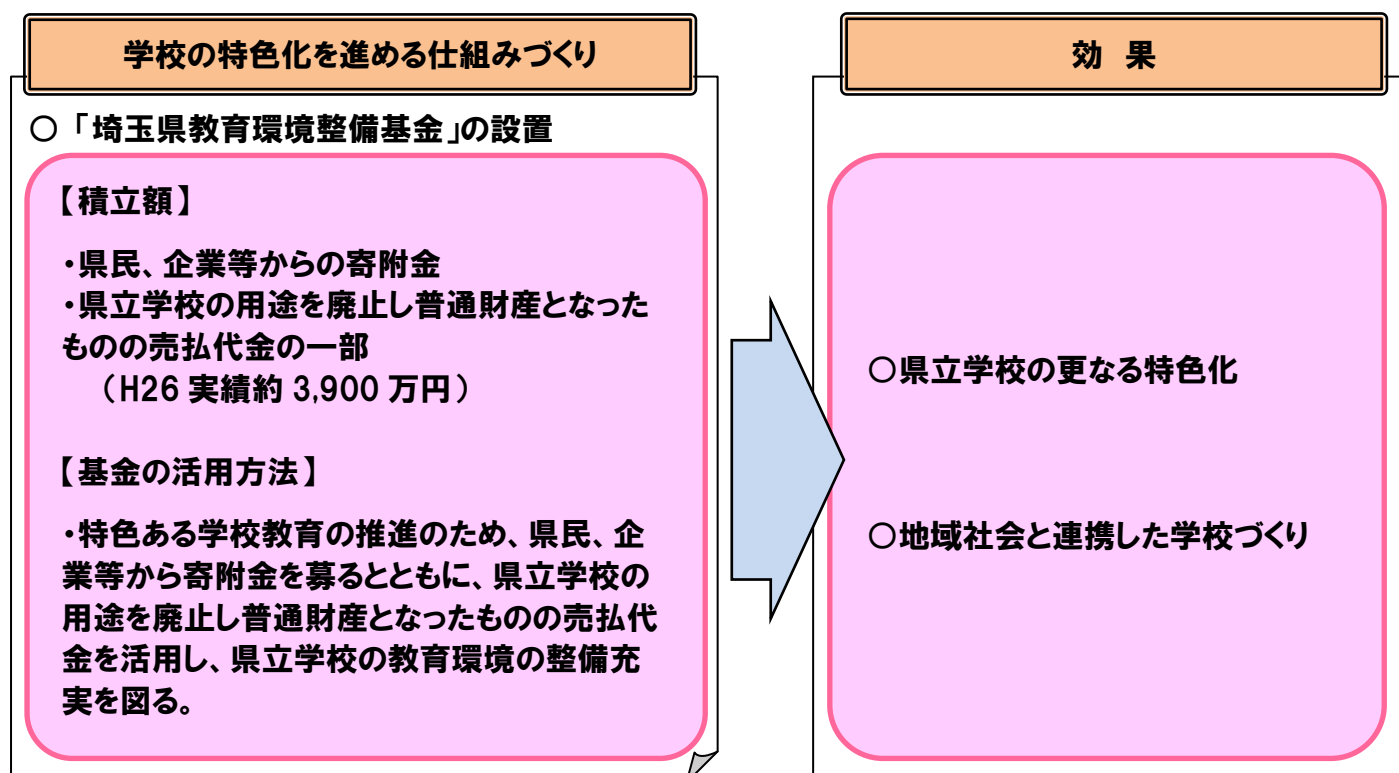 学校の特色化を進める仕組みづくり
○「埼玉県教育環境整備基金」の設置
【積立額】
・県民、企業等からの寄附金
・県立学校の用途を廃止し普通財産となった
ものの売払代金の一部
(H26 実績約 3,900 万円)
【基金の活用方法】
・特色ある学校教育の推進のため、県民、企
業等から寄附金を募るとともに、県立学校の
用途を廃止し普通財産となったものの売払代
金を活用し、県立学校の教育環境の整備充
実を図る。
効 果
○県立学校の更なる特色化
○地域社会と連携した学校づくり